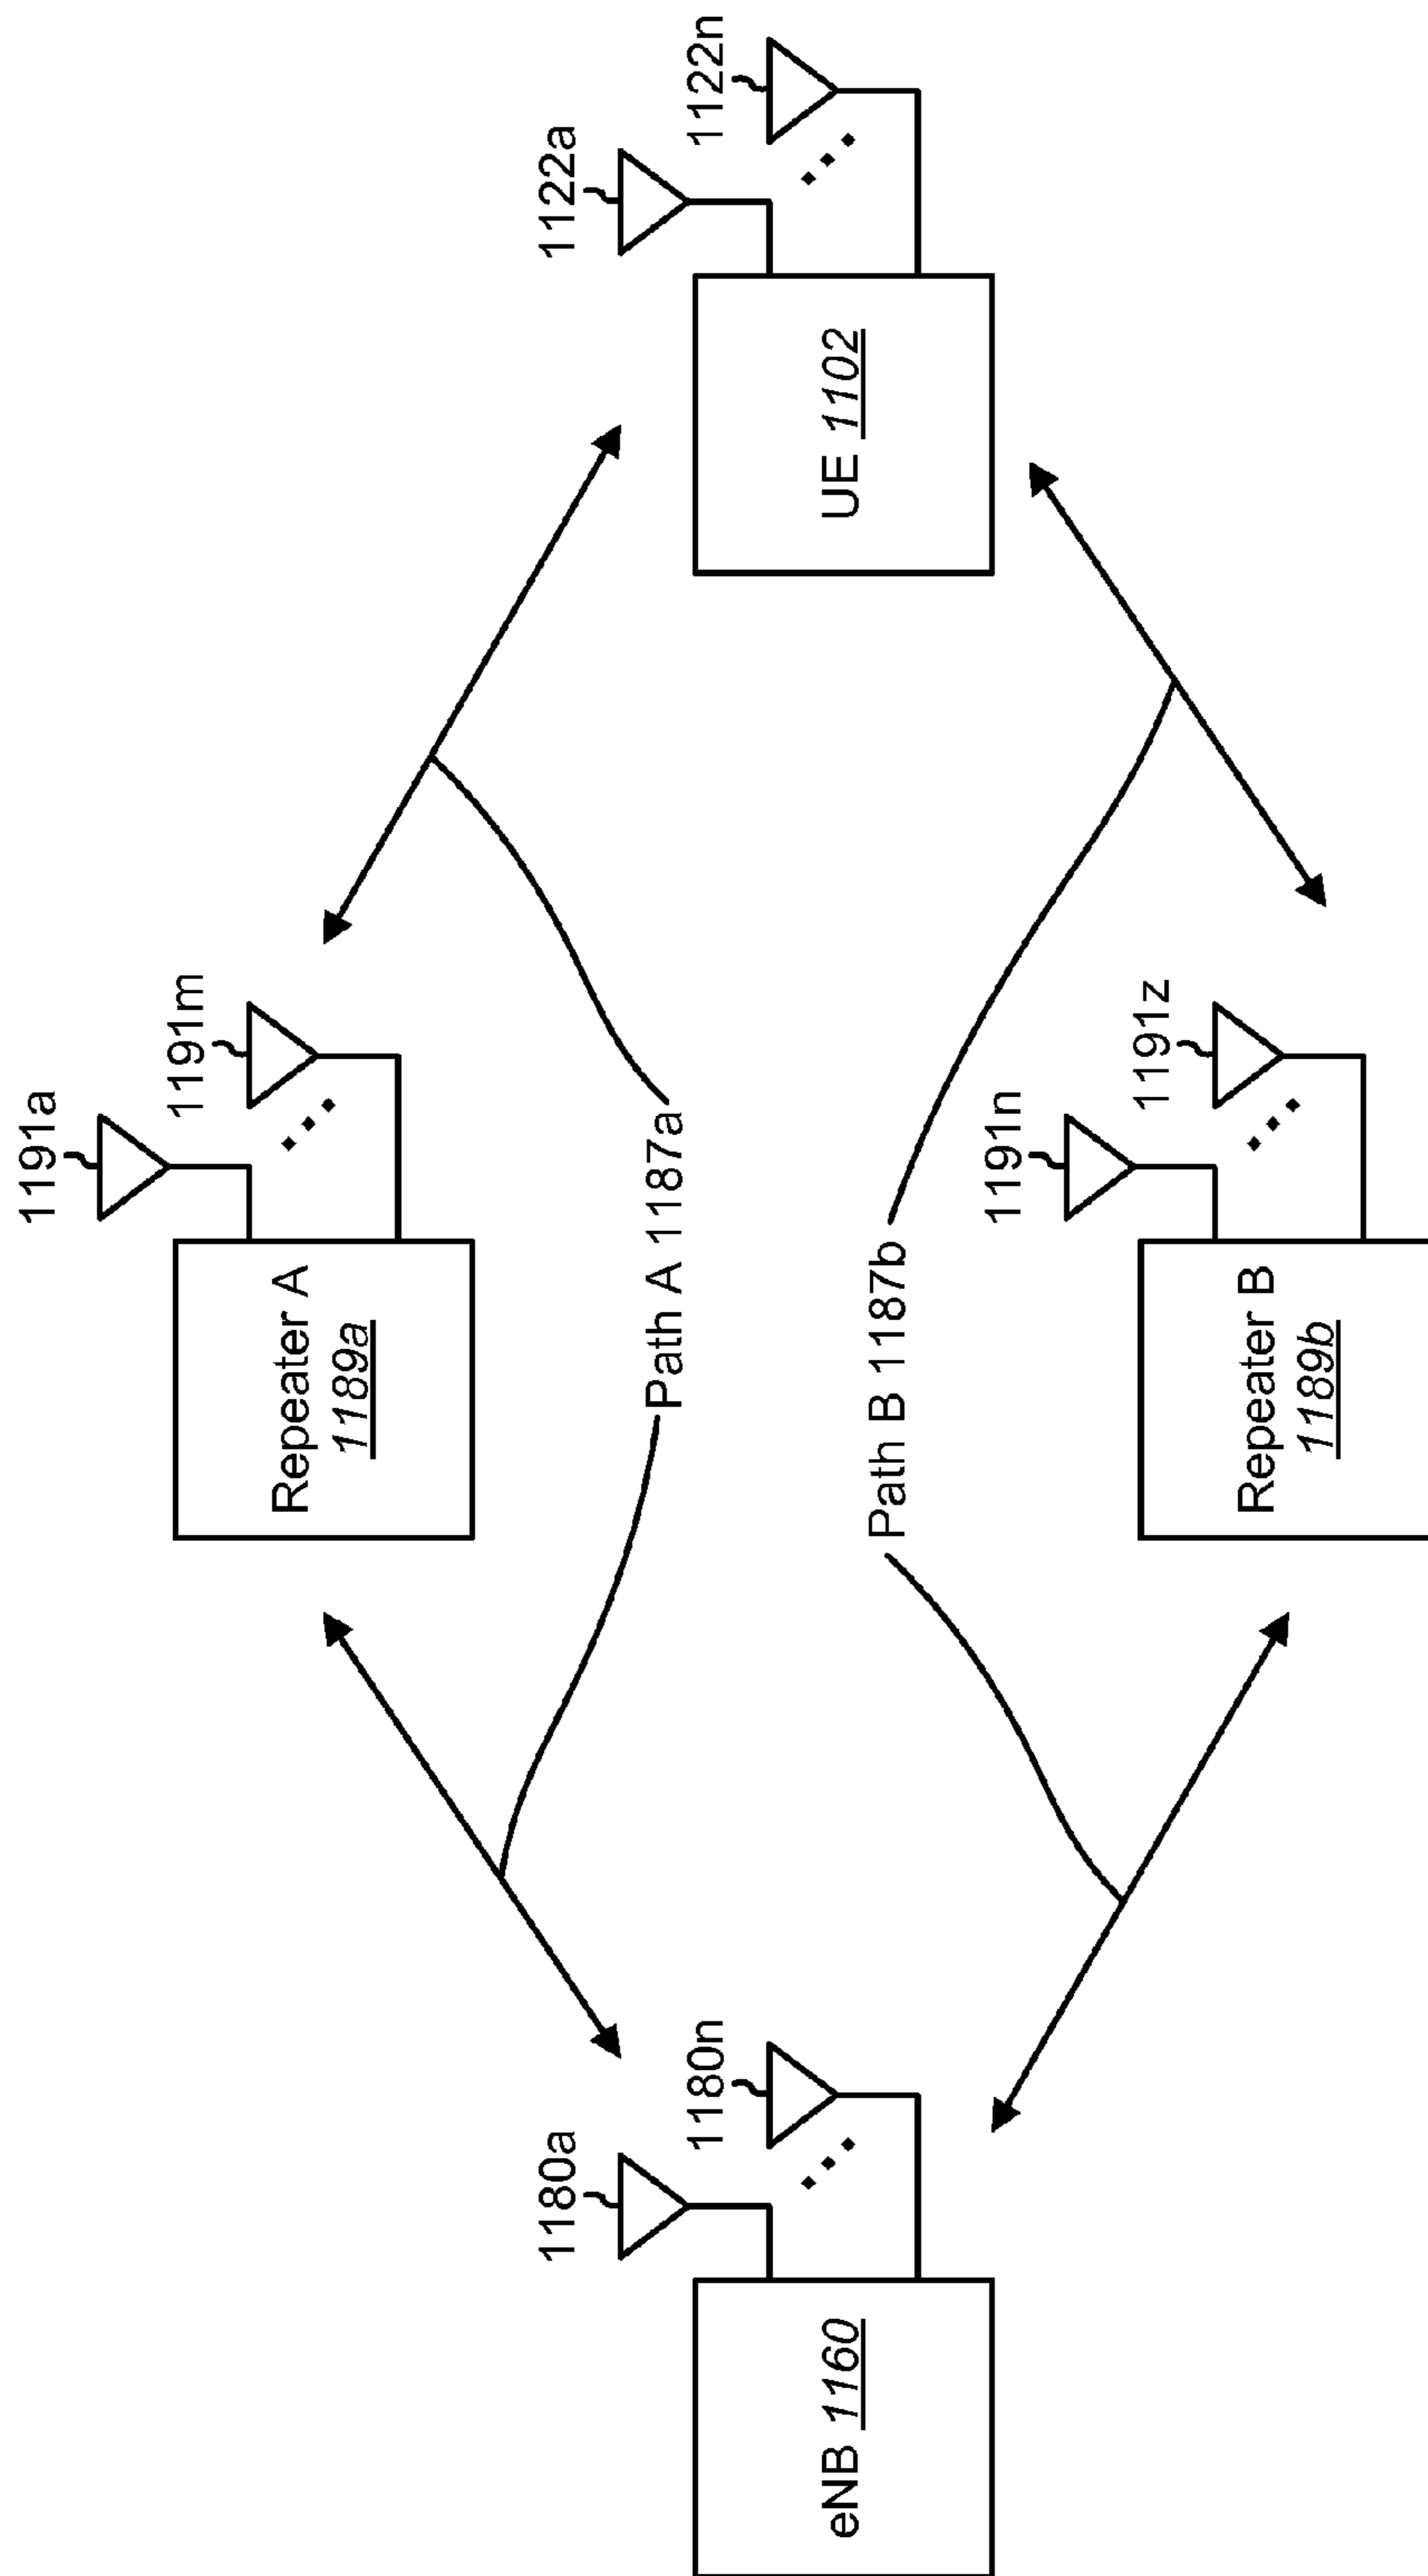 1191a
1191m
Repeater A
1189a
1180a
1180n
eNB 1160
Path A 1187a
1122a
1122n
UE 1102
Path B 1187b
1191n
1191z
Repeater B
1189b